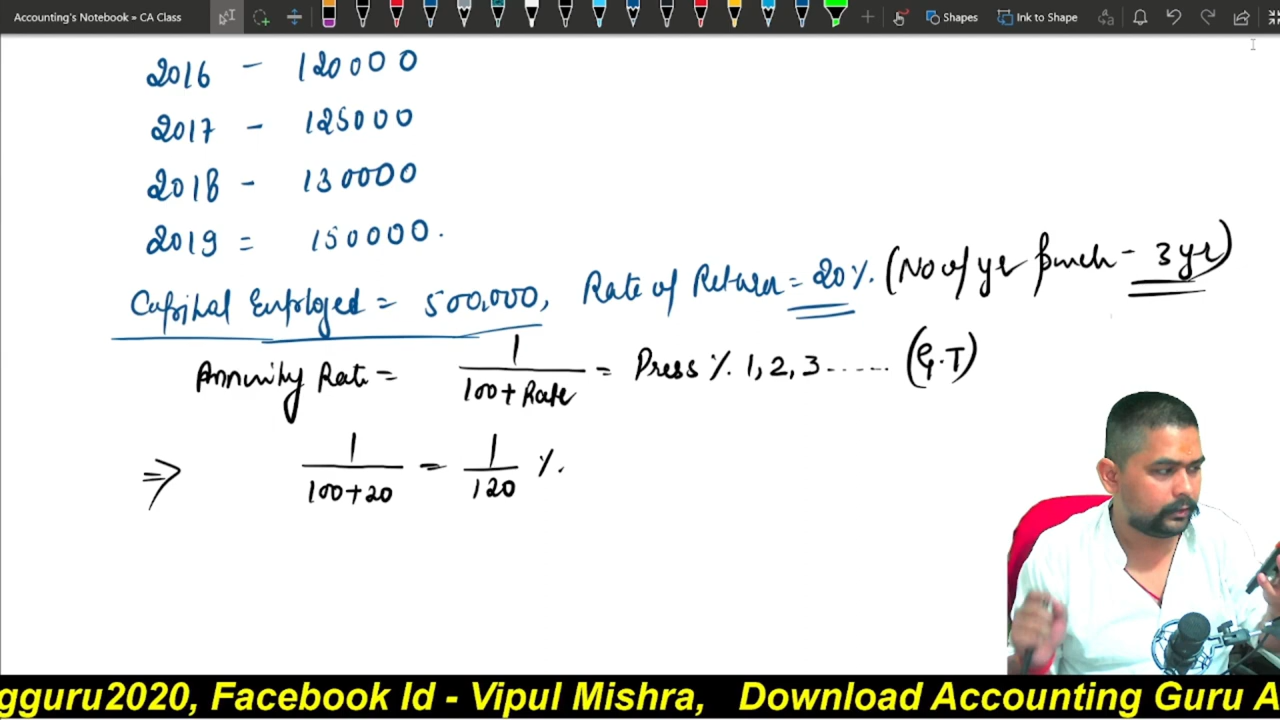 Accounting's Notebook » CA Class
Shapes
Ink to Shape
2016 - 120000
2017 - 125000
2018 - 130000
2019 = 150000.
Capital Employed = 500,000, Rate of Return = 20%. (No of yr purch - 3 yr)
Annuity Rate = 1 / 100 + Rate = Press % 1, 2, 3 ...... (G.T)
⇒ 1 / 100+20 = 1 / 120 %.
gguru2020, Facebook Id - Vipul Mishra, Download Accounting Guru A